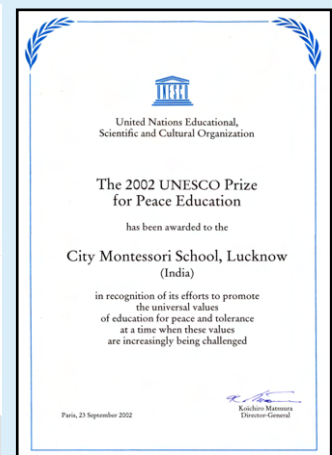 United Nations Educational,
Scientific and Cultural Organization
The 2002 UNESCO Prize
for Peace Education
has been awarded to the
City Montessori School, Lucknow
(India)
in recognition of its efforts to promote
the universal values
of education for peace and tolerance
at a time when these values
are increasingly being challenged
Koichiro Matsuura
Paris, 23 September 2002
Director-General